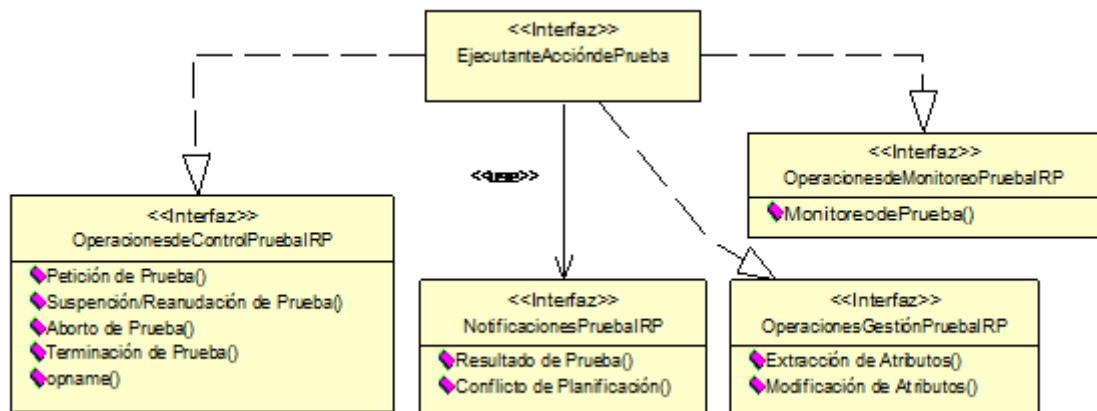 <<Interfaz>>
EjecutanteAccióndePrueba
<<Interfaz>>
OperacionesdeMonitoreoPruebaIRP
MonitoreodePrueba()
<<use>>
<<Interfaz>>
OperacionesdeControlPruebaIRP
Petición de Prueba()
Suspención/Reanudación de Prueba()
Aborto de Prueba()
Terminación de Prueba()
opname()
<<Interfaz>>
NotificacionesPruebaIRP
Resultado de Prueba()
Conflicto de Planificación()
<<Interfaz>>
OperacionesGestiónPruebaIRP
Extracción de Atributos()
Modificación de Atributos()